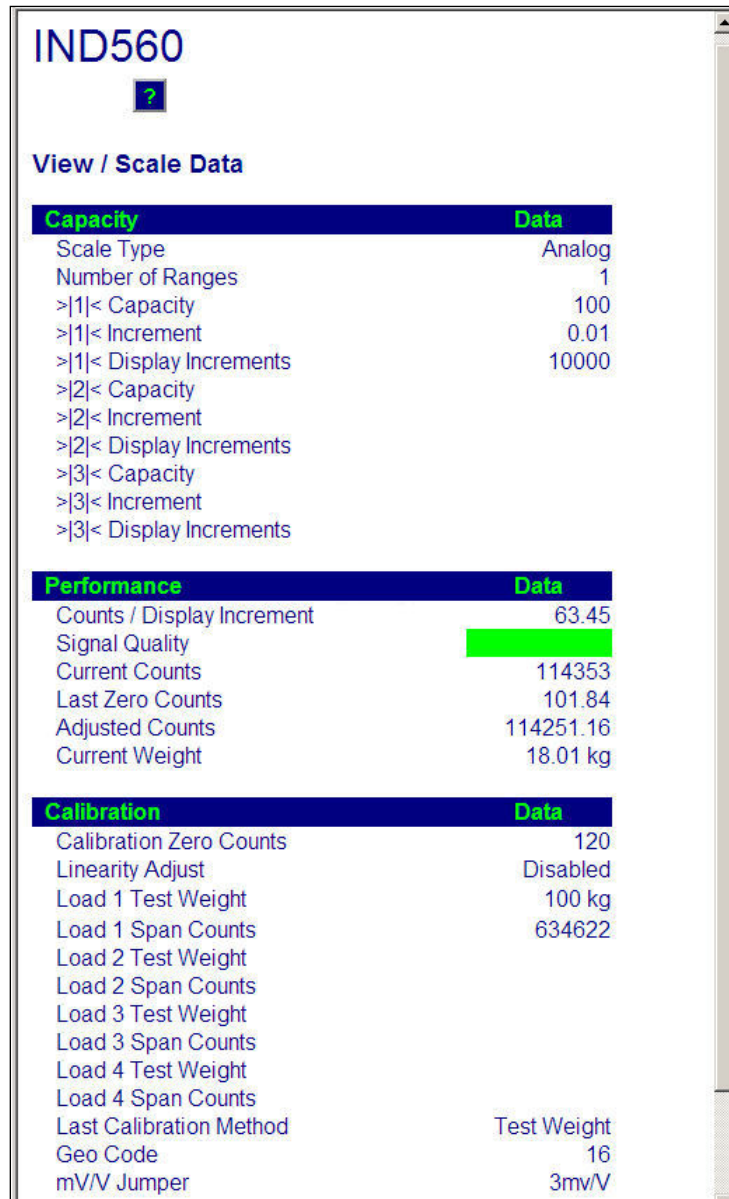 IND560
?
View / Scale Data
Capacity Data
Scale Type Analog
Number of Ranges 1
>|1|< Capacity 100
>|1|< Increment 0.01
>|1|< Display Increments 10000
>|2|< Capacity
>|2|< Increment
>|2|< Display Increments
>|3|< Capacity
>|3|< Increment
>|3|< Display Increments
Performance Data
Counts / Display Increment 63.45
Signal Quality
Current Counts 114353
Last Zero Counts 101.84
Adjusted Counts 114251.16
Current Weight 18.01 kg
Calibration Data
Calibration Zero Counts 120
Linearity Adjust Disabled
Load 1 Test Weight 100 kg
Load 1 Span Counts 634622
Load 2 Test Weight
Load 2 Span Counts
Load 3 Test Weight
Load 3 Span Counts
Load 4 Test Weight
Load 4 Span Counts
Last Calibration Method Test Weight
Geo Code 16
mV/V Jumper 3mv/V